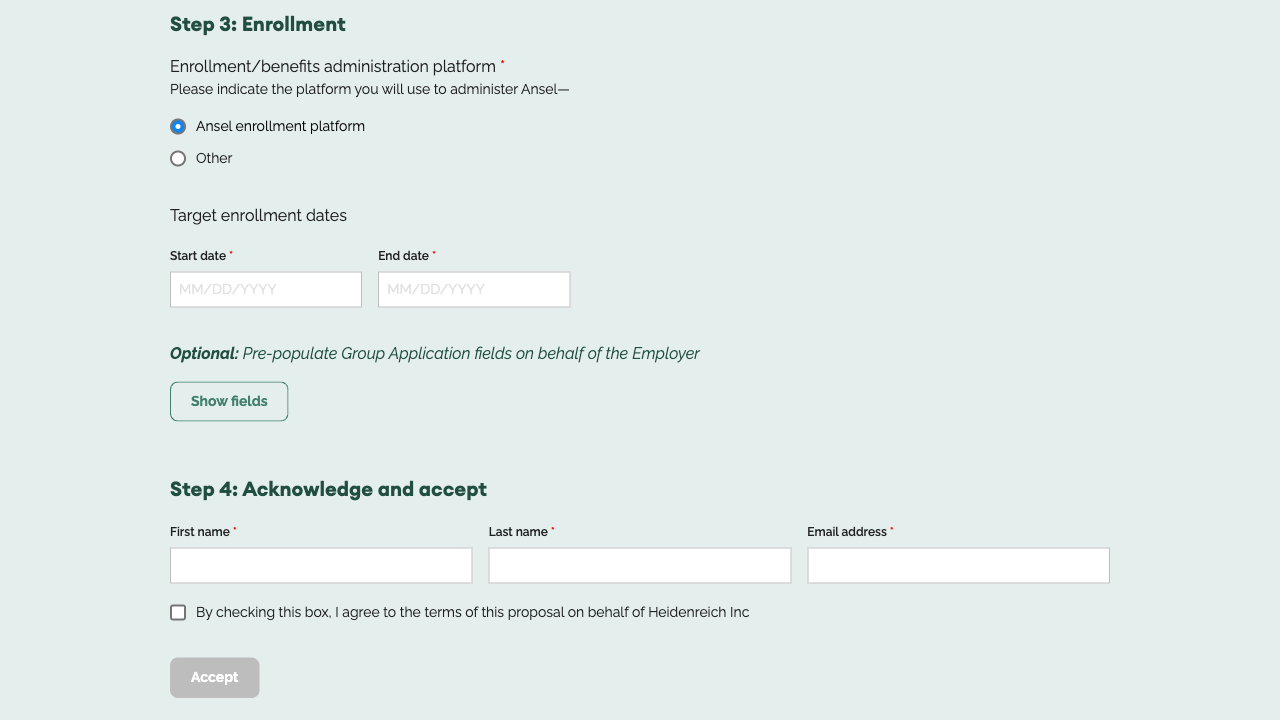 Step 3: Enrollment
Enrollment/benefits administration platform *
Please indicate the platform you will use to administer Ansel—
Ansel enrollment platform
Other
Target enrollment dates
Start date * End date *
MM/DD/YYYY MM/DD/YYYY
Optional: Pre-populate Group Application fields on behalf of the Employer
Show fields
Step 4: Acknowledge and accept
First name * Last name * Email address *
By checking this box, I agree to the terms of this proposal on behalf of Heidenreich Inc
Accept